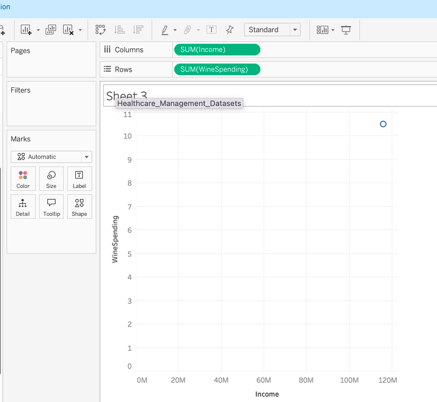 ion
Standard
Pages
Columns
SUM(Income)
Rows
SUM(WineSpending)
Filters
Sheet 3
Healthcare_Management_Datasets
Marks
Automatic
Color
Size
Label
Detail
Tooltip
Shape
WineSpending
11
10
9
8
7
6
5
4
3
2
1
0
0M
20M
40M
60M
80M
100M
120M
Income